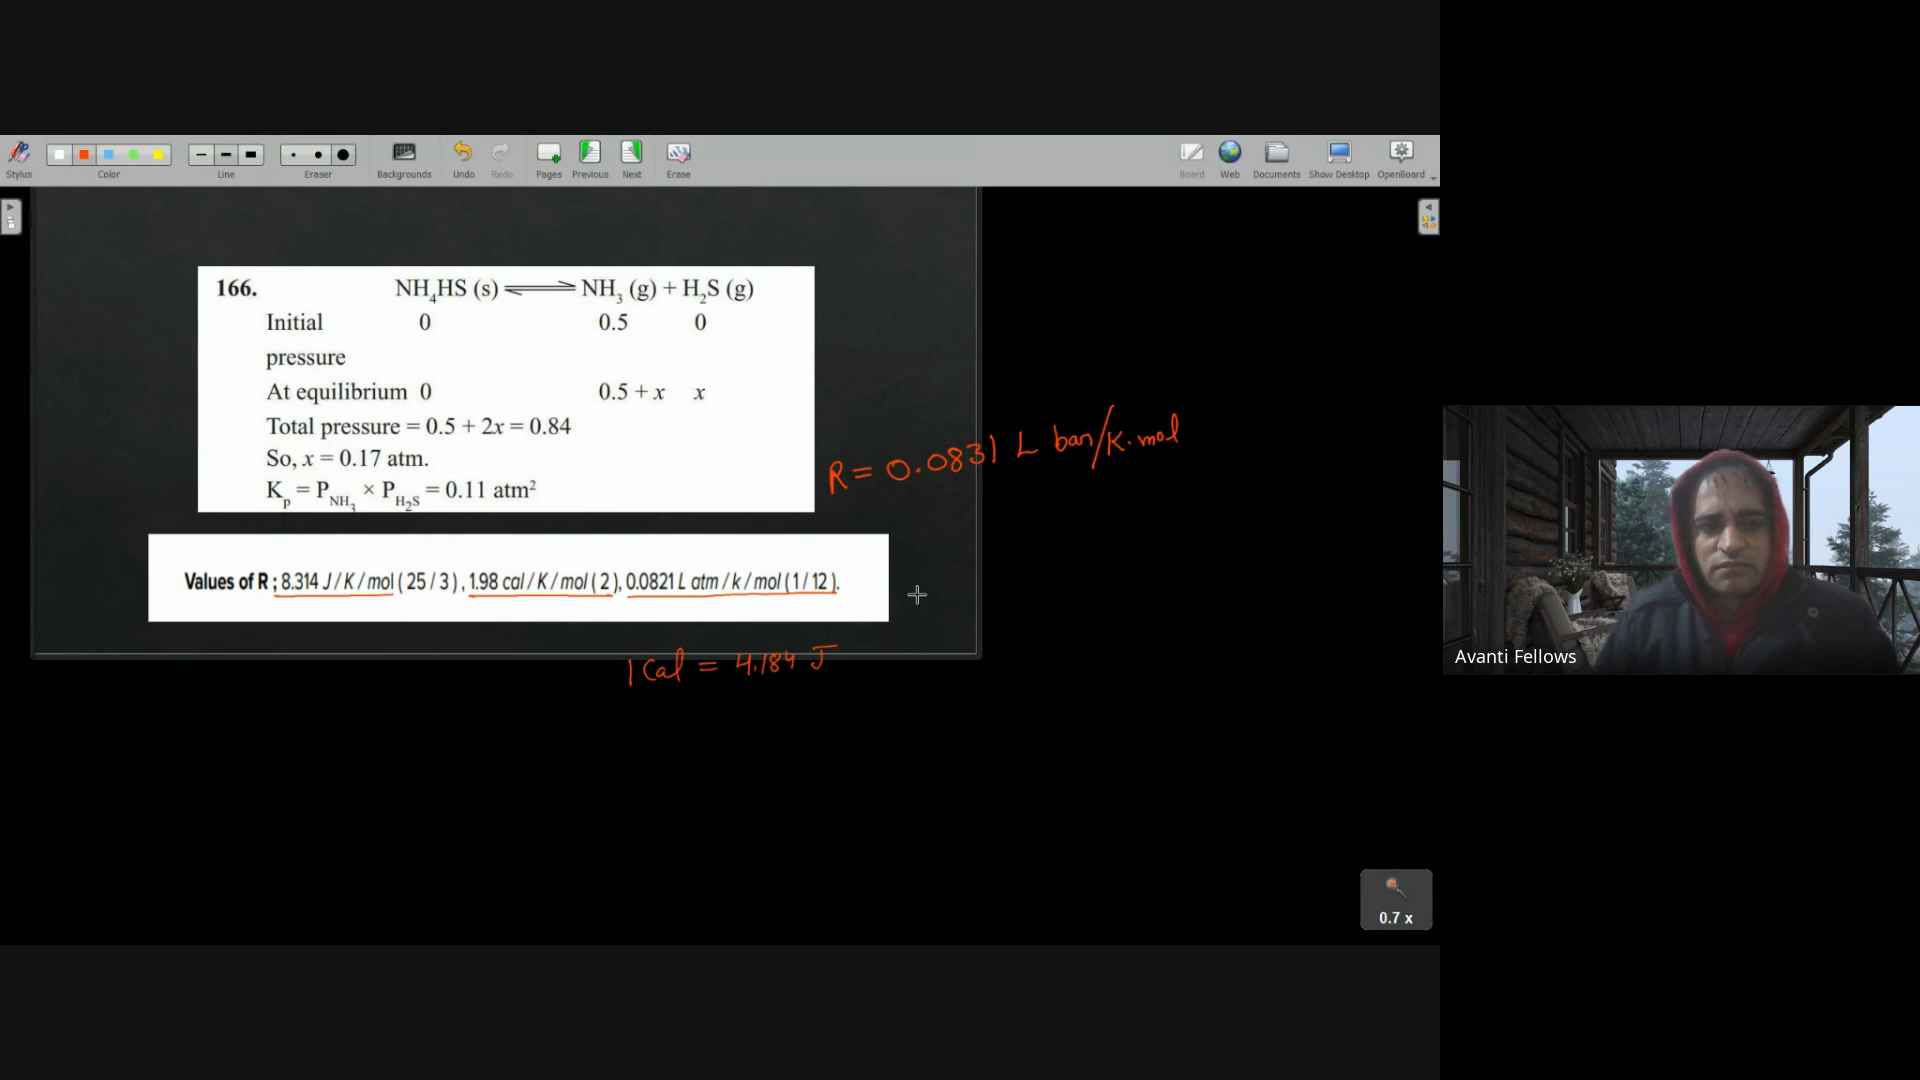 Stylus
Color
Line
Eraser
Backgrounds
Undo
Redo
Pages
Previous
Next
Erase
Board
Web
Documents
Show Desktop
OpenBoard
166. NH₄HS (s) ⇌ NH₃ (g) + H₂S (g)
Initial 0 0.5 0
pressure
At equilibrium 0 0.5 + x x
Total pressure = 0.5 + 2x = 0.84
So, x = 0.17 atm.
Kₚ = P_NH₃ × P_H₂S = 0.11 atm²
R = 0.0831 L bar/K.mol
Values of R ; 8.314 J / K / mol ( 25 / 3 ) , 1.98 cal / K / mol ( 2 ), 0.0821 L atm / k / mol ( 1 / 12 ).
1 Cal = 4.184 J
Avanti Fellows
0.7 x